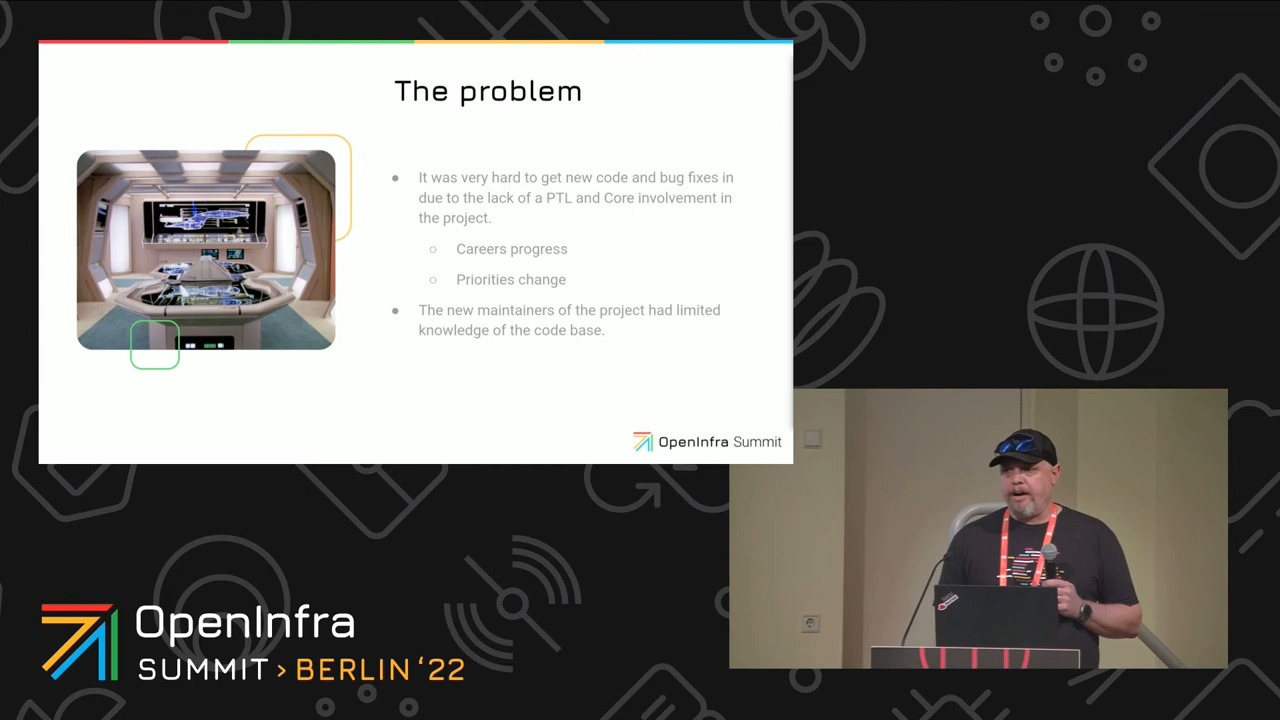 The problem
● It was very hard to get new code and bug fixes in
due to the lack of a PTL and Core involvement in
the project.
○ Careers progress
○ Priorities change
● The new maintainers of the project had limited
knowledge of the code base.
OpenInfra Summit
OpenInfra
SUMMIT > BERLIN ‘22